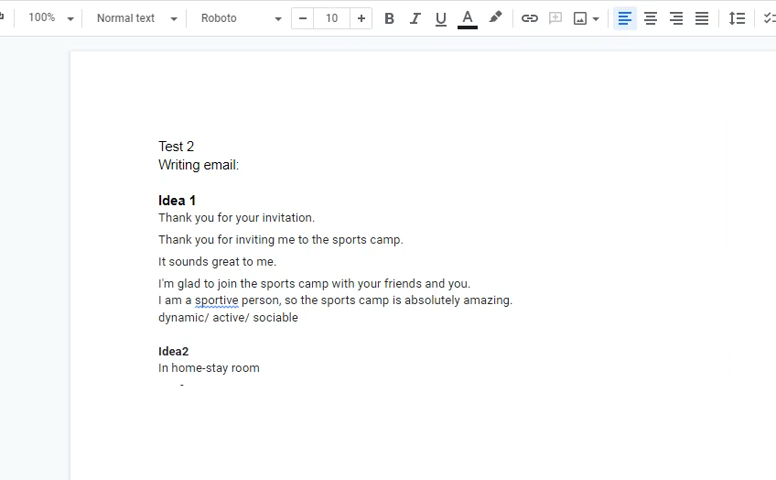 100% Normal text Roboto 10 B I U A
Test 2
Writing email:
Idea 1
Thank you for your invitation.
Thank you for inviting me to the sports camp.
It sounds great to me.
I'm glad to join the sports camp with your friends and you.
I am a sportive person, so the sports camp is absolutely amazing.
dynamic/ active/ sociable
Idea2
In home-stay room
-